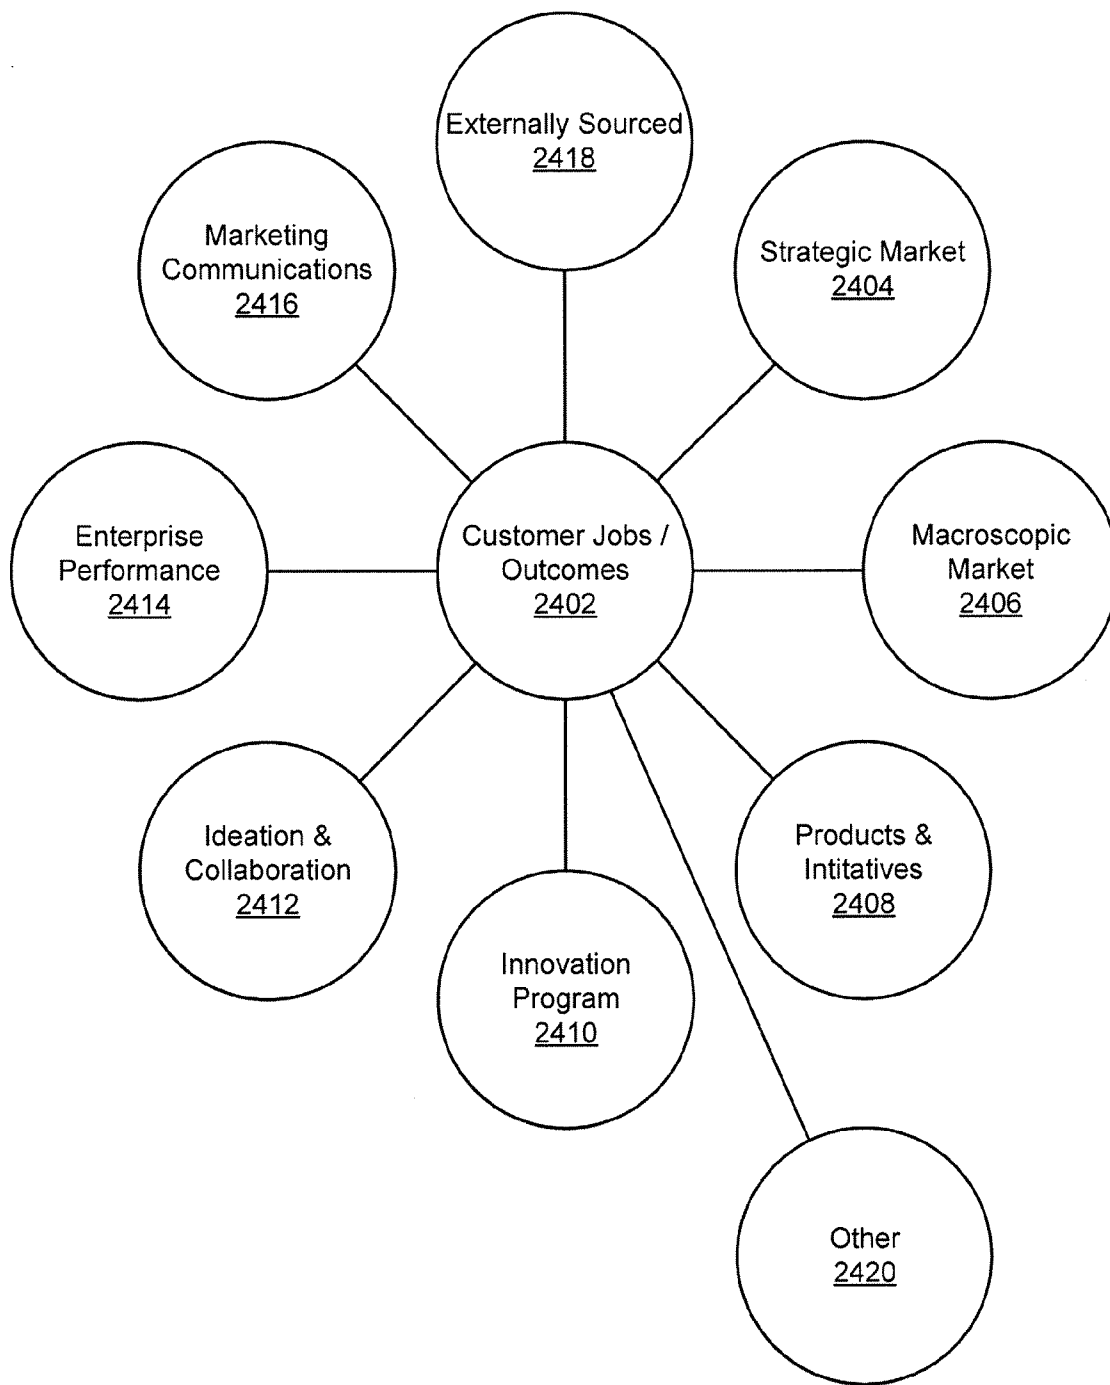 Externally Sourced
2418
Marketing
Communications
2416
Strategic Market
2404
Enterprise
Performance
2414
Customer Jobs /
Outcomes
2402
Macroscopic
Market
2406
Ideation &
Collaboration
2412
Products &
Intitatives
2408
Innovation
Program
2410
Other
2420